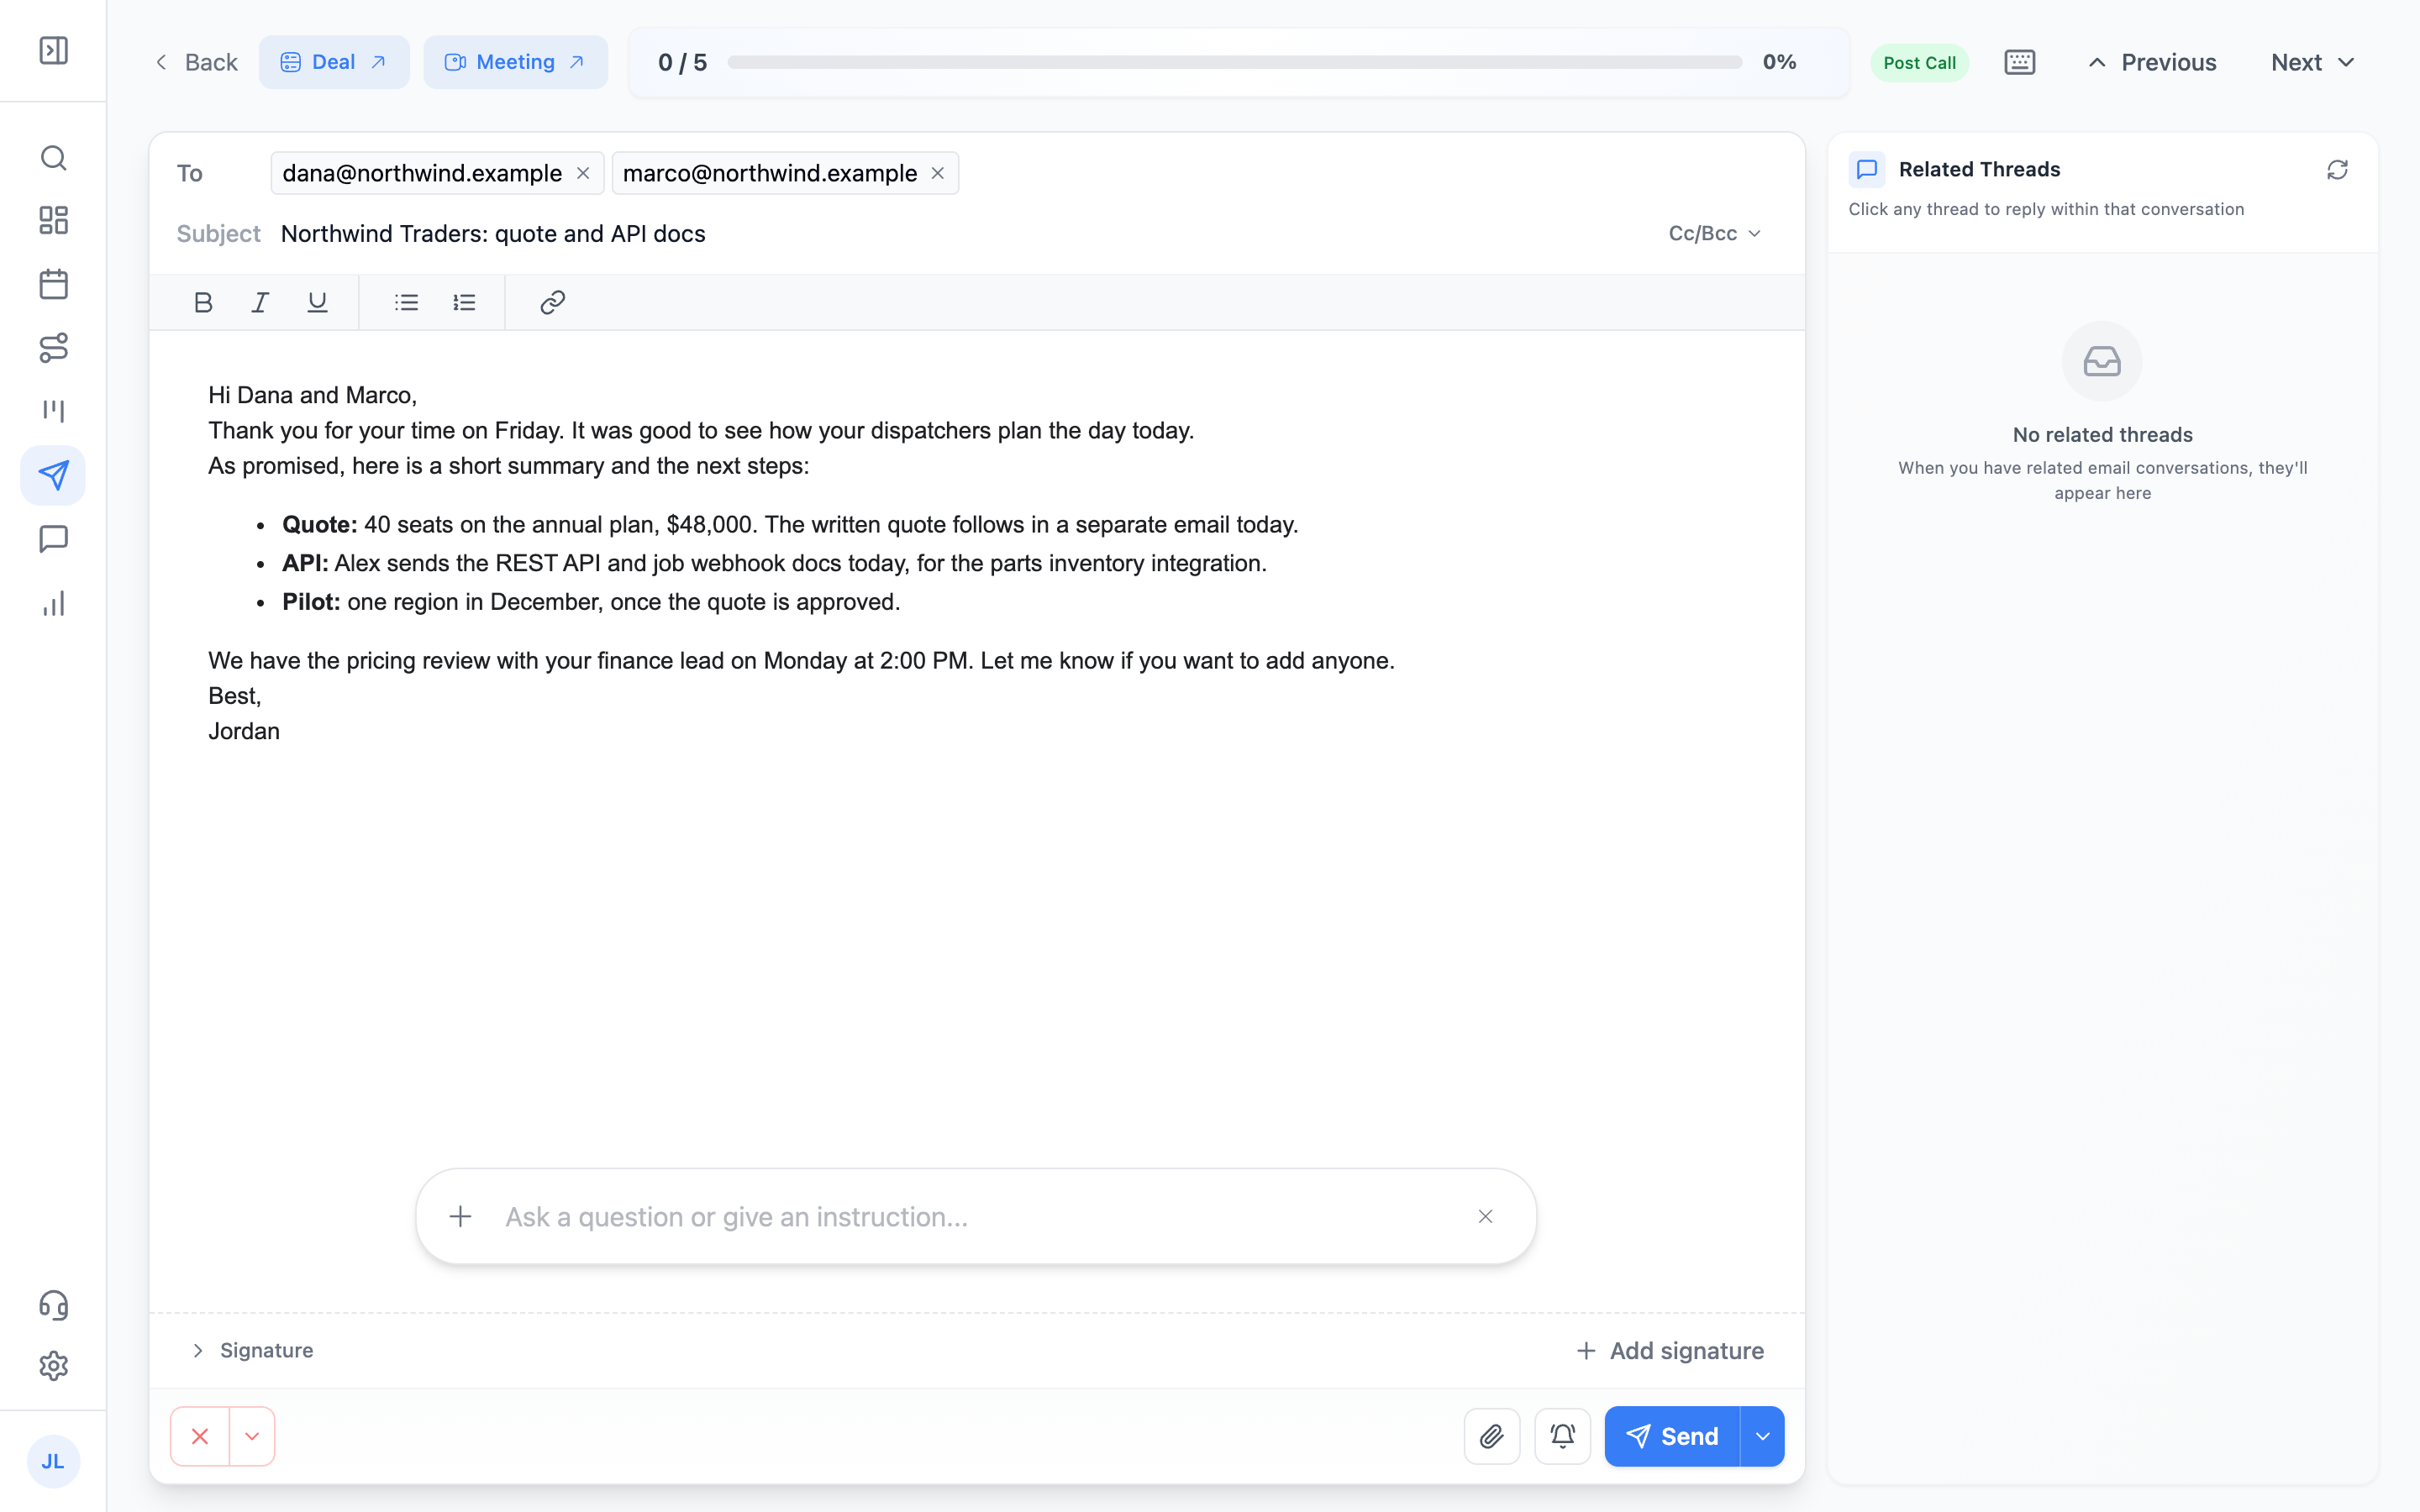 Back
Deal
Meeting
0 / 5
0%
Post Call
Previous
Next
To
dana@northwind.example
marco@northwind.example
Subject
Northwind Traders: quote and API docs
Cc/Bcc
Hi Dana and Marco,
Thank you for your time on Friday. It was good to see how your dispatchers plan the day today.
As promised, here is a short summary and the next steps:
• Quote: 40 seats on the annual plan, $48,000. The written quote follows in a separate email today.
• API: Alex sends the REST API and job webhook docs today, for the parts inventory integration.
• Pilot: one region in December, once the quote is approved.
We have the pricing review with your finance lead on Monday at 2:00 PM. Let me know if you want to add anyone.
Best,
Jordan
Ask a question or give an instruction...
Signature
Add signature
Send
Related Threads
Click any thread to reply within that conversation
No related threads
When you have related email conversations, they'll
appear here
JL